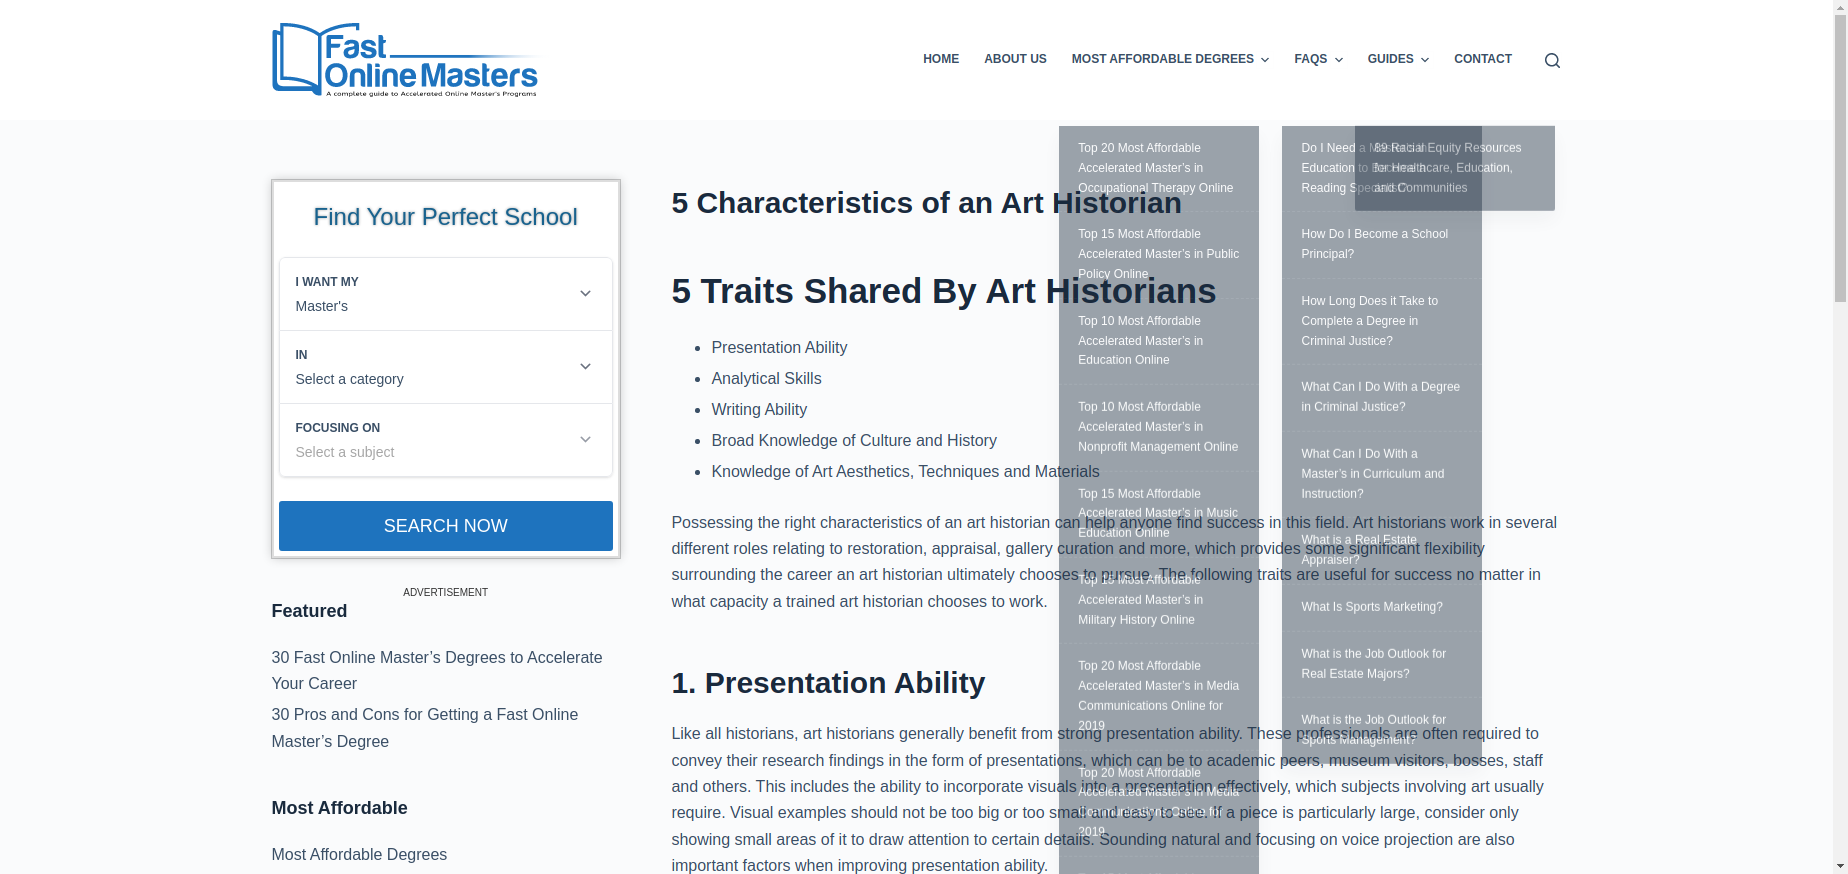 Fast
Online Masters
A complete guide to Accelerated Online Master's Programs
HOME
ABOUT US
MOST AFFORDABLE DEGREES
FAQS
GUIDES
CONTACT
Find Your Perfect School
I WANT MY
Master's
IN
Select a category
FOCUSING ON
Select a subject
SEARCH NOW
ADVERTISEMENT
Featured
30 Fast Online Master’s Degrees to Accelerate
Your Career
30 Pros and Cons for Getting a Fast Online
Master’s Degree
Most Affordable
Most Affordable Degrees
5 Characteristics of an Art Historian
5 Traits Shared By Art Historians
Presentation Ability
Analytical Skills
Writing Ability
Broad Knowledge of Culture and History
Knowledge of Art Aesthetics, Techniques and Materials
Possessing the right characteristics of an art historian can help anyone find success in this field. Art historians work in several
different roles relating to restoration, appraisal, gallery curation and more, which provides some significant flexibility
surrounding the career an art historian ultimately chooses to pursue. The following traits are useful for success no matter in
what capacity a trained art historian chooses to work.
1. Presentation Ability
Like all historians, art historians generally benefit from strong presentation ability. These professionals are often required to
convey their research findings in the form of presentations, which can be to academic peers, museum visitors, bosses, staff
and others. This includes the ability to incorporate visuals into a presentation effectively, which subjects involving art usually
require. Visual examples should not be too big or too small and easy to see. If a piece is particularly large, consider only
showing small areas of it to draw attention to certain details. Sounding natural and focusing on voice projection are also
important factors when improving presentation ability.
Top 20 Most Affordable
Accelerated Master’s in
Occupational Therapy Online
Top 15 Most Affordable
Accelerated Master’s in Public
Policy Online
Top 10 Most Affordable
Accelerated Master’s in
Education Online
Top 10 Most Affordable
Accelerated Master’s in
Nonprofit Management Online
Top 15 Most Affordable
Accelerated Master’s in Music
Education Online
Top 15 Most Affordable
Accelerated Master’s in
Military History Online
Top 20 Most Affordable
Accelerated Master’s in Media
Communications Online for
2019
Top 20 Most Affordable
Accelerated Master’s in Media
Communications Online for
2019
Do I Need a Master’s in
Education to Become a
Reading Specialist?
How Do I Become a School
Principal?
How Long Does it Take to
Complete a Degree in
Criminal Justice?
What Can I Do With a Degree
in Criminal Justice?
What Can I Do With a
Master’s in Curriculum and
Instruction?
What is a Real Estate
Appraiser?
What Is Sports Marketing?
What is the Job Outlook for
Real Estate Majors?
What is the Job Outlook for
Sports Management?
89 Racial Equity Resources
for Healthcare, Education,
and Communities